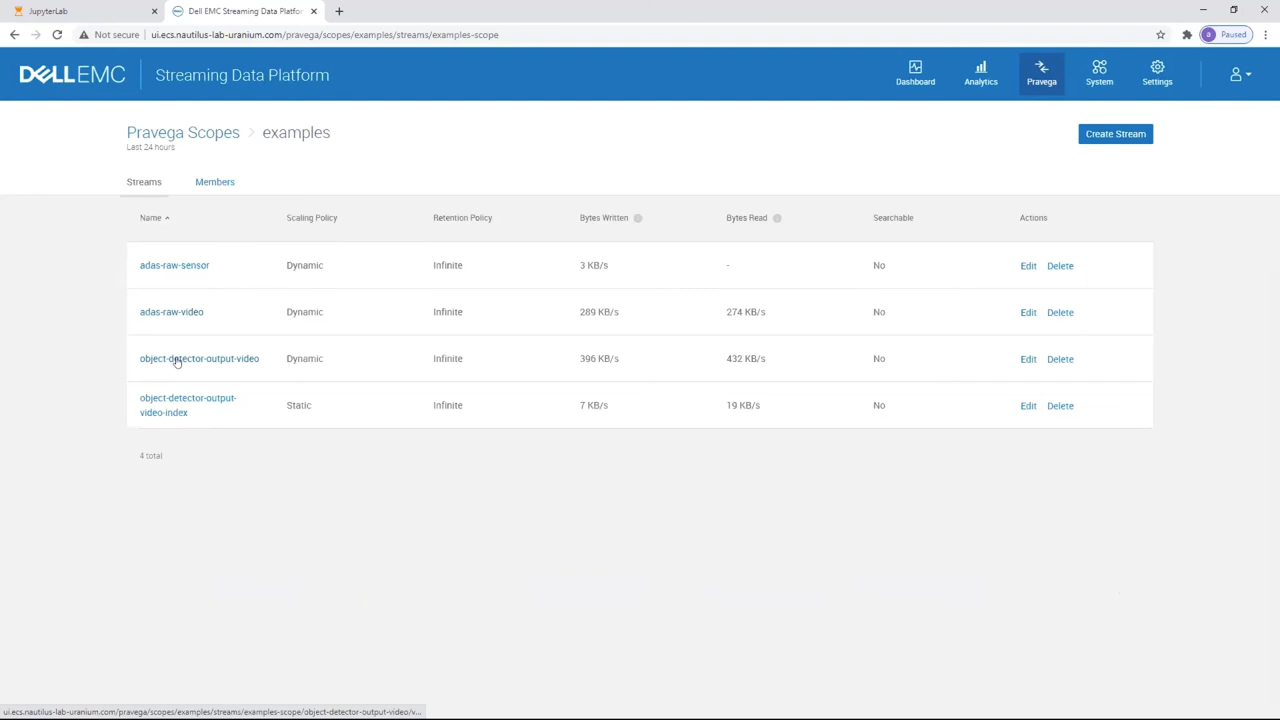 JupyterLab
Dell EMC Streaming Data Platfor
Not secure
ui.ecs.nautilus-lab-uranium.com/pravega/scopes/examples/streams/examples-scope
a Paused
DELLEMC Streaming Data Platform
Dashboard Analytics Pravega System Settings
Pravega Scopes > examples
Last 24 hours
Create Stream
Streams Members
Name Scaling Policy Retention Policy Bytes Written Bytes Read Searchable Actions
adas-raw-sensor Dynamic Infinite 3 KB/s - No Edit Delete
adas-raw-video Dynamic Infinite 289 KB/s 274 KB/s No Edit Delete
object-detector-output-video Dynamic Infinite 396 KB/s 432 KB/s No Edit Delete
object-detector-output-
video-index Static Infinite 7 KB/s 19 KB/s No Edit Delete
4 total
ui.ecs.nautilus-lab-uranium.com/pravega/scopes/examples/streams/examples-scope/object-detector-output-video/v...